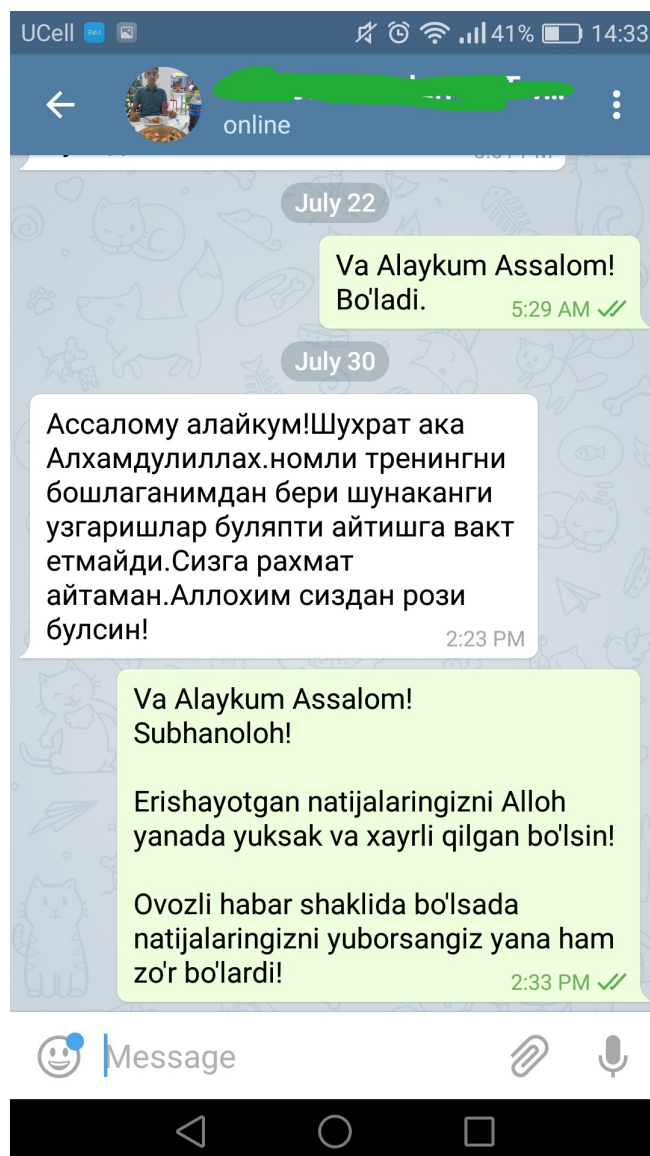 UCell
41%
14:33
online
July 22
Va Alaykum Assalom!
Bo'ladi.
5:29 AM
July 30
Ассалому алайкум!Шухрат ака
Алхамдулиллах.номли тренингни
бошлаганимдан бери шунаканги
узгаришлар буляпти айтишга вакт
етмайди.Сизга рахмат
айтаман.Аллохим сиздан рози
булсин!
2:23 PM
Va Alaykum Assalom!
Subhanoloh!
Erishayotgan natijalaringizni Alloh
yanada yuksak va xayrli qilgan bo'lsin!
Ovozli habar shaklida bo'lsada
natijalaringizni yuborsangiz yana ham
zo'r bo'lardi!
2:33 PM
Message